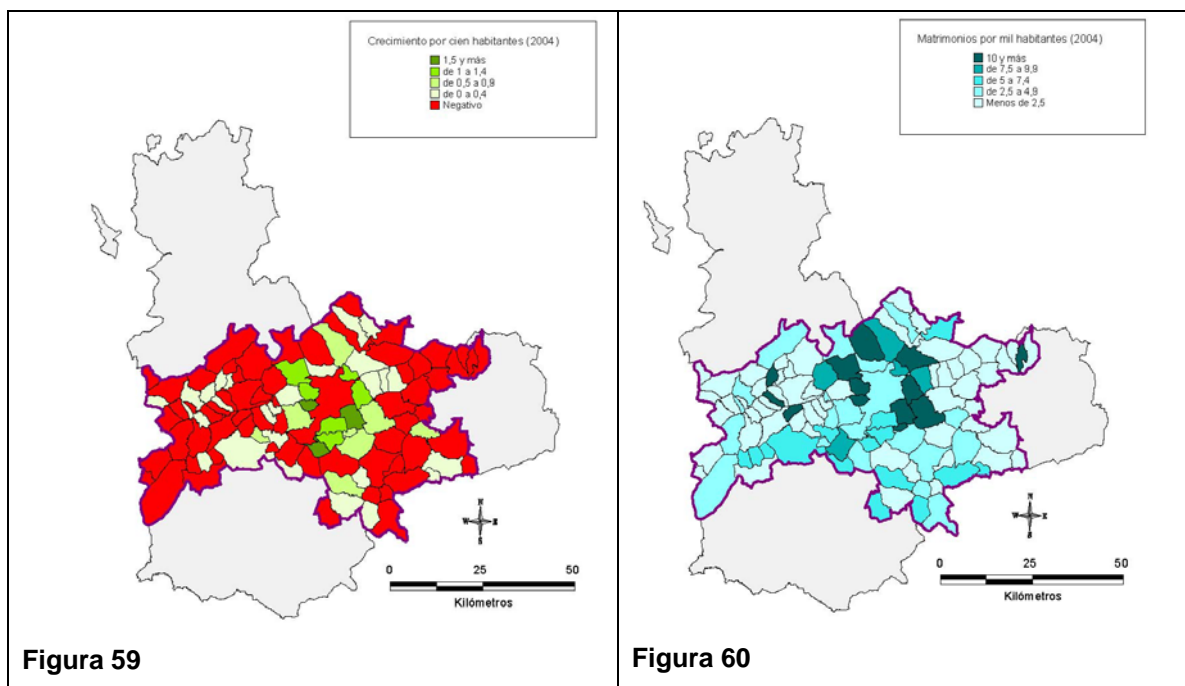 Crecimiento por cien habitantes (2004)
1,5 y más
de 1 a 1,4
de 0,5 a 0,9
de 0 a 0,4
Negativo
N
W E
S
0 25 50
Kilómetros
Figura 59
Matrimonios por mil habitantes (2004)
10 y más
de 7,5 a 9,9
de 5 a 7,4
de 2,5 a 4,9
Menos de 2,5
N
W E
S
0 25 50
Kilómetros
Figura 60